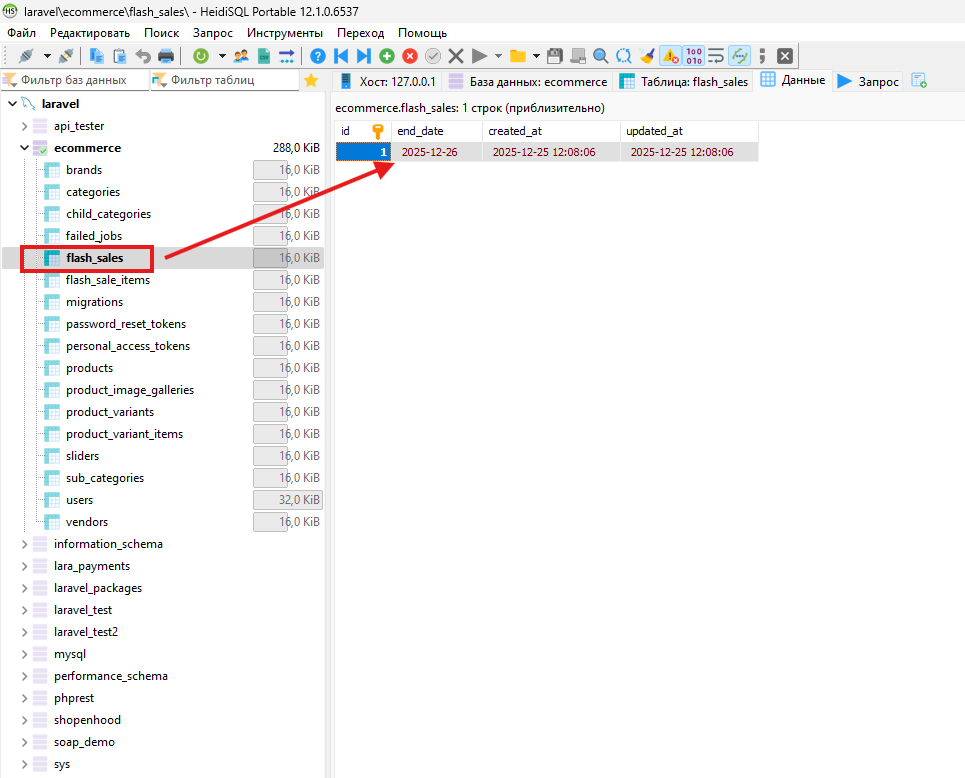 laravel\ecommerce\flash_sales\ - HeidiSQL Portable 12.1.0.6537
Файл Редактировать Поиск Запрос Инструменты Переход Помощь
Фильтр баз данных Фильтр таблиц Хост: 127.0.0.1 База данных: ecommerce Таблица: flash_sales Данные Запрос
laravel
api_tester
ecommerce 288,0 KiB
brands 16,0 KiB
categories 16,0 KiB
child_categories 16,0 KiB
failed_jobs 16,0 KiB
flash_sales 16,0 KiB
flash_sale_items 16,0 KiB
migrations 16,0 KiB
password_reset_tokens 16,0 KiB
personal_access_tokens 16,0 KiB
products 16,0 KiB
product_image_galleries 16,0 KiB
product_variants 16,0 KiB
product_variant_items 16,0 KiB
sliders 16,0 KiB
sub_categories 16,0 KiB
users 32,0 KiB
vendors 16,0 KiB
information_schema
lara_payments
laravel_packages
laravel_test
laravel_test2
mysql
performance_schema
phprest
shopenhood
soap_demo
sys
ecommerce.flash_sales: 1 строк (приблизительно)
id end_date created_at updated_at
1 2025-12-26 2025-12-25 12:08:06 2025-12-25 12:08:06